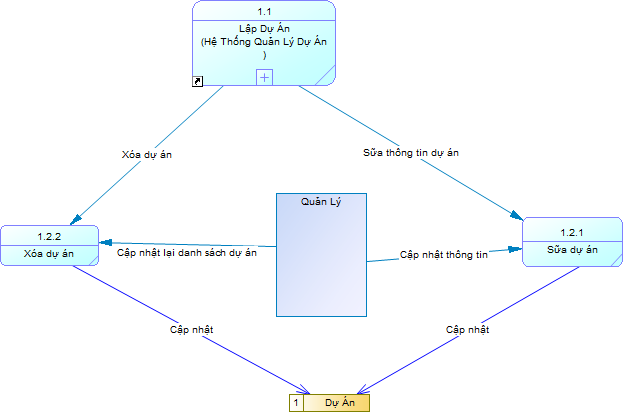 1.1
Lập Dự Án
(Hệ Thống Quản Lý Dự Án
)
Xóa dự án
Sữa thông tin dự án
Quản Lý
1.2.2
Xóa dự án
1.2.1
Sữa dự án
Cập nhật lại danh sách dự án
Cập nhật thông tin
Cập nhật
Cập nhật
1 Dự Án